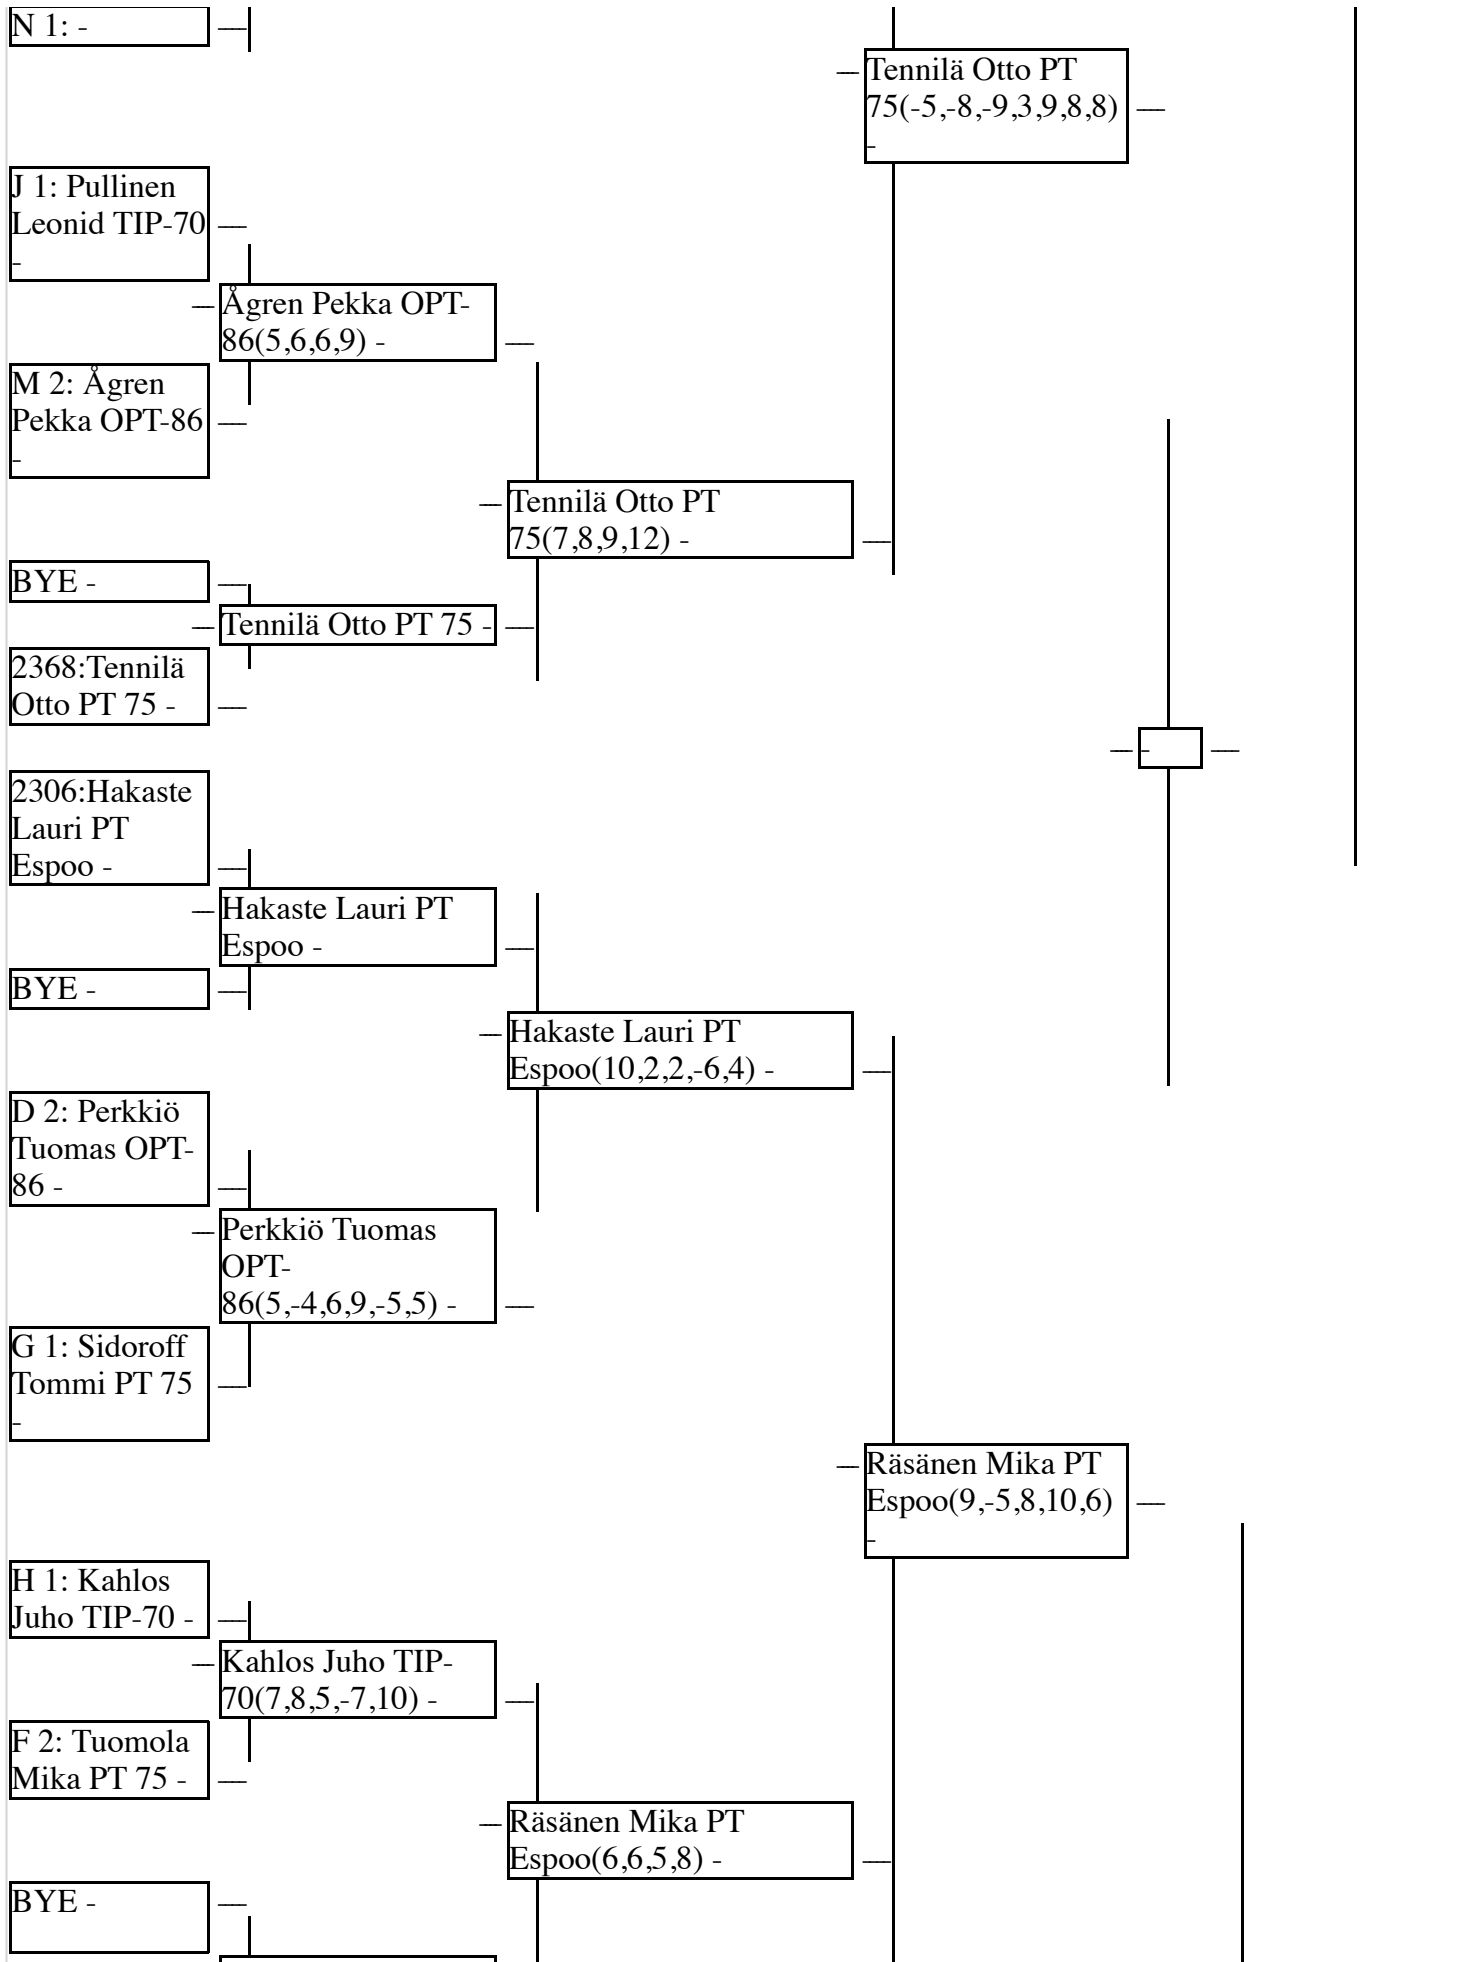 N 1: -
Tennilä Otto PT
75(-5,-8,-9,3,9,8,8)
-
J 1: Pullinen
Leonid TIP-70
-
Ågren Pekka OPT-
86(5,6,6,9) -
M 2: Ågren
Pekka OPT-86
-
Tennilä Otto PT
75(7,8,9,12) -
BYE -
Tennilä Otto PT 75 -
2368:Tennilä
Otto PT 75 -
-
2306:Hakaste
Lauri PT
Espoo -
Hakaste Lauri PT
Espoo -
BYE -
Hakaste Lauri PT
Espoo(10,2,2,-6,4) -
D 2: Perkkiö
Tuomas OPT-
86 -
Perkkiö Tuomas
OPT-
86(5,-4,6,9,-5,5) -
G 1: Sidoroff
Tommi PT 75
-
Räsänen Mika PT
Espoo(9,-5,8,10,6)
-
H 1: Kahlos
Juho TIP-70 -
Kahlos Juho TIP-
70(7,8,5,-7,10) -
F 2: Tuomola
Mika PT 75 -
Räsänen Mika PT
Espoo(6,6,5,8) -
BYE -